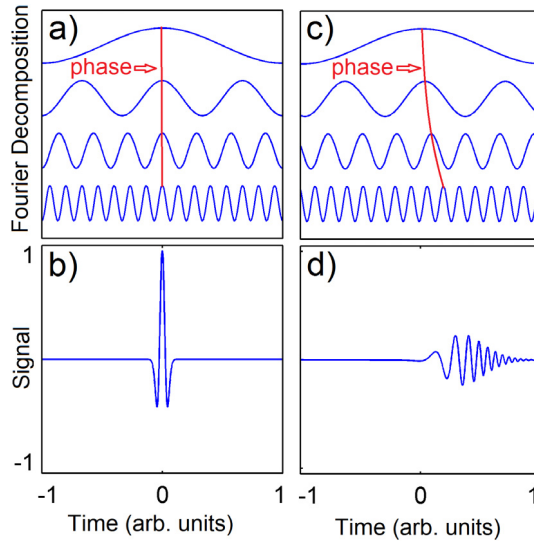 a)
phase
Fourier Decomposition
c)
phase
b)
1
Signal
-1
-1
0
1
Time (arb. units)
d)
-1
0
1
Time (arb. units)